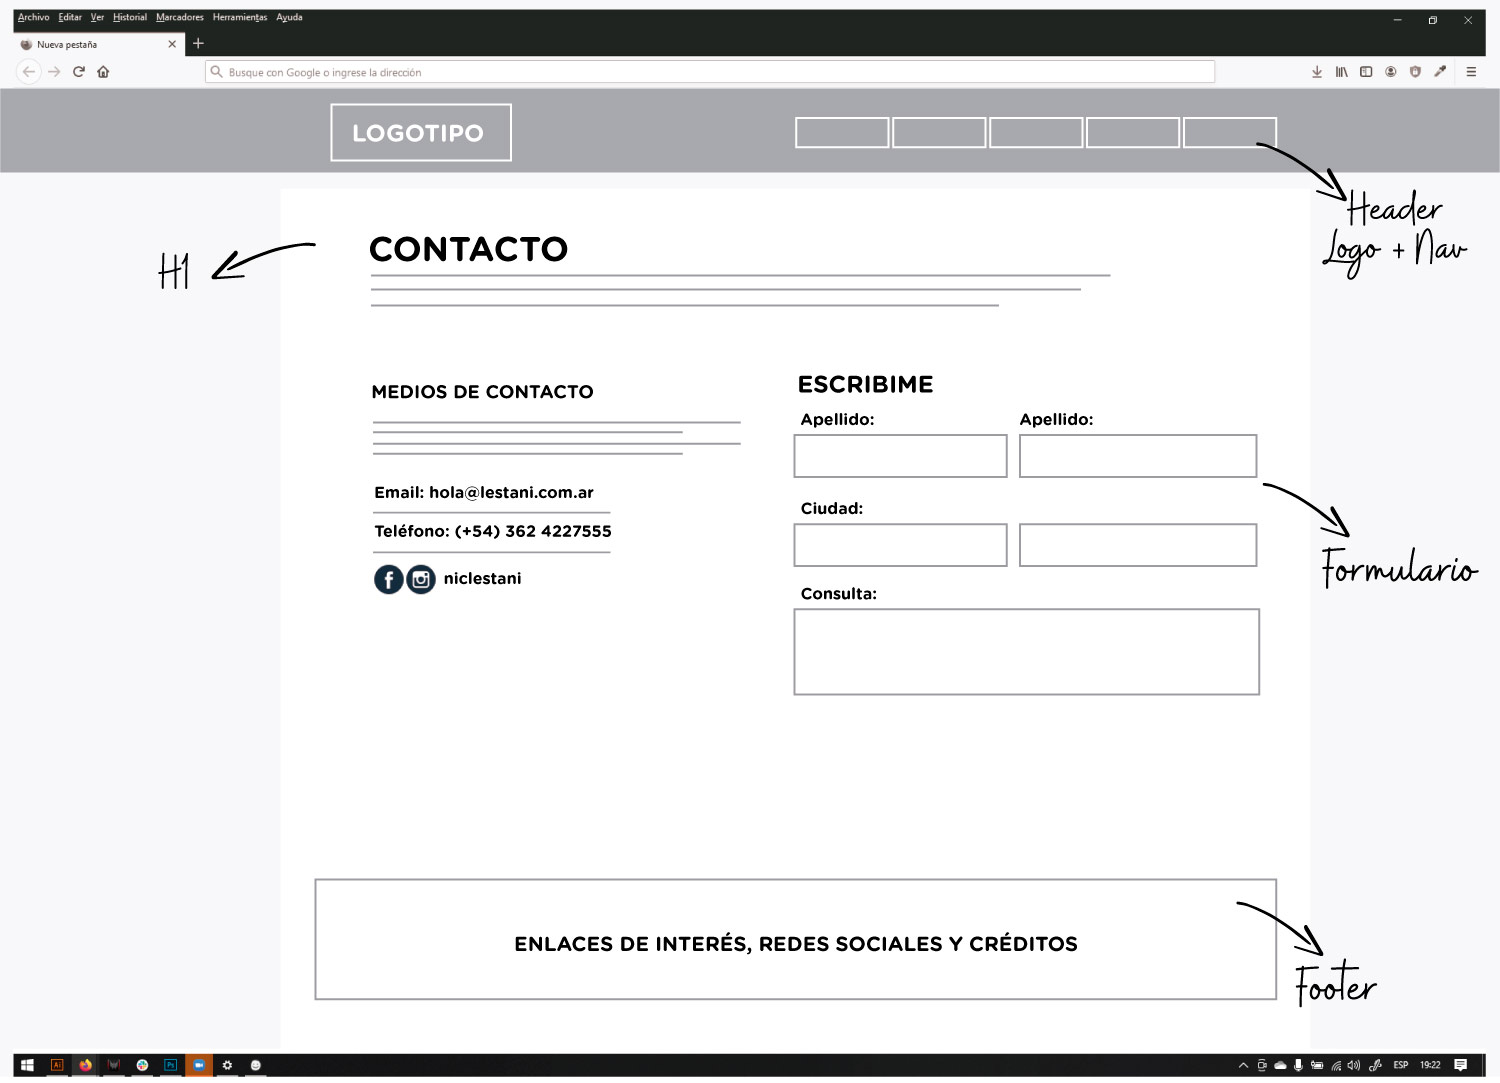 Archivo Editar Ver Historial Marcadores Herramientas Ayuda
Nueva pestaña
Busque con Google o ingrese la dirección
LOGOTIPO
Header
Logo + Nav
H1
CONTACTO
MEDIOS DE CONTACTO
Email: hola@lestani.com.ar
Teléfono: (+54) 362 4227555
niclestani
ESCRIBIME
Apellido: Apellido:
Ciudad:
Consulta:
Formulario
ENLACES DE INTERÉS, REDES SOCIALES Y CRÉDITOS
Footer
Ai
Ps
ESP 19:22